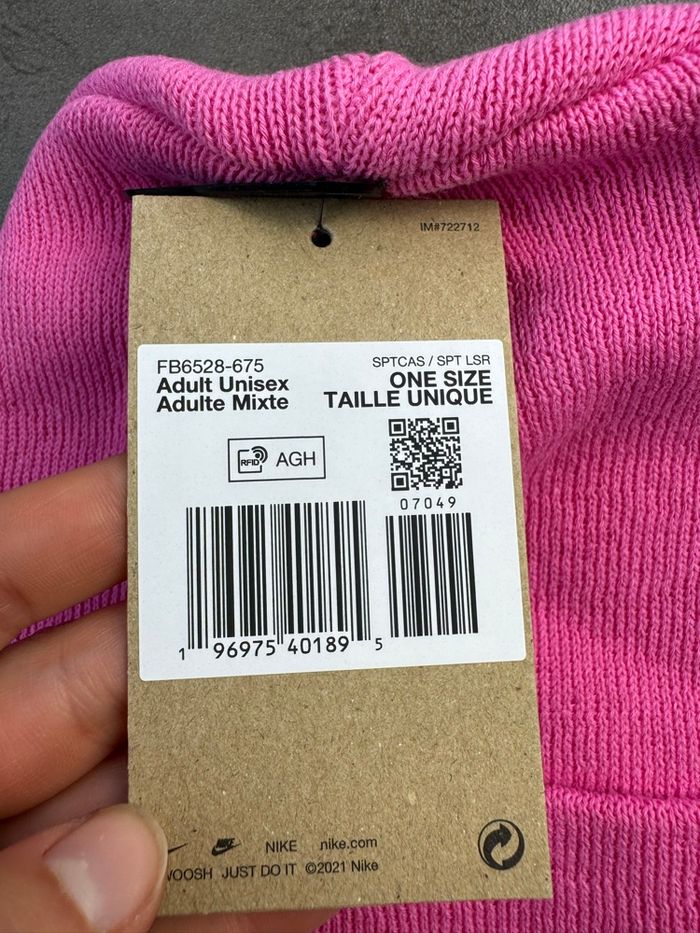 IM#722712
FB6528-675
SPTCAS / SPT LSR
Adult Unisex
ONE SIZE
Adulte Mixte
TAILLE UNIQUE
RFID AGH
07049
1 96975 40189 5
NIKE nike.com
JUST DO IT ©2021 Nike